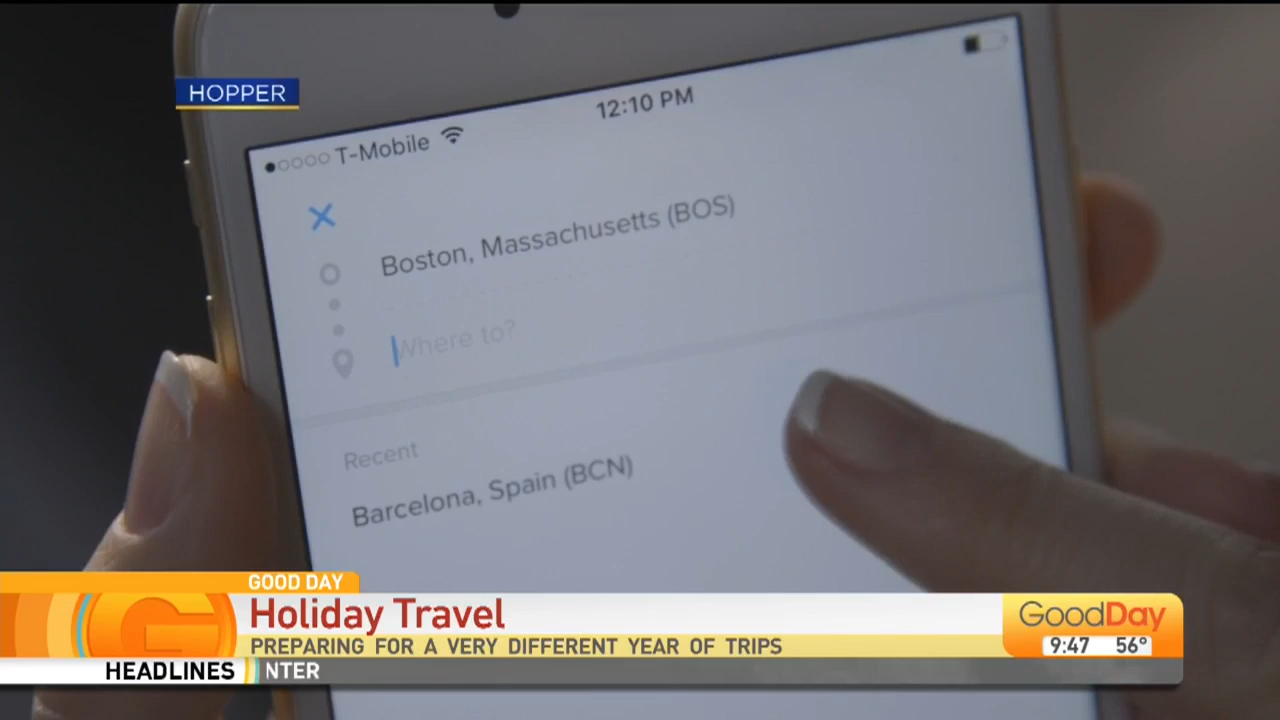 HOPPER
12:10 PM
T-Mobile
Boston, Massachusetts (BOS)
Where to?
Recent
Barcelona, Spain (BCN)
GOOD DAY
Holiday Travel
PREPARING FOR A VERY DIFFERENT YEAR OF TRIPS
GoodDay
9:47 56°
HEADLINES NTER